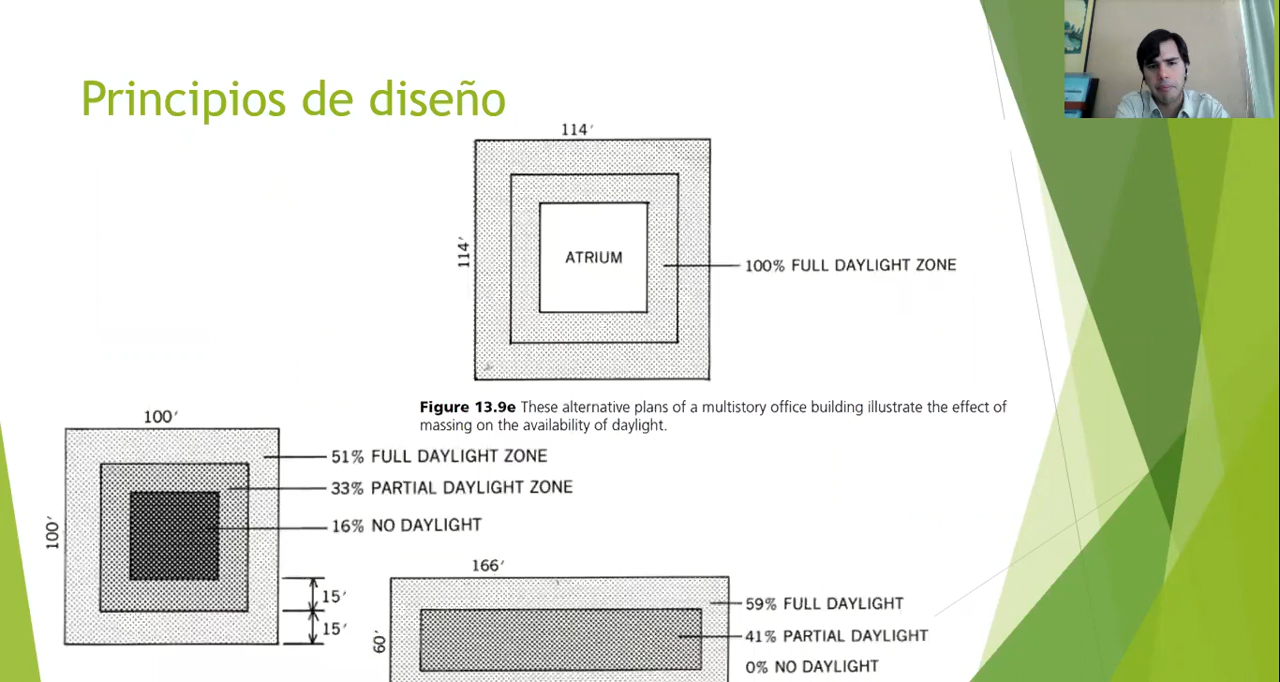 Principios de diseño
114′
114′
ATRIUM
100% FULL DAYLIGHT ZONE
Figure 13.9e These alternative plans of a multistory office building illustrate the effect of
massing on the availability of daylight.
100′
100′
51% FULL DAYLIGHT ZONE
33% PARTIAL DAYLIGHT ZONE
16% NO DAYLIGHT
15′
15′
166′
60′
59% FULL DAYLIGHT
41% PARTIAL DAYLIGHT
0% NO DAYLIGHT